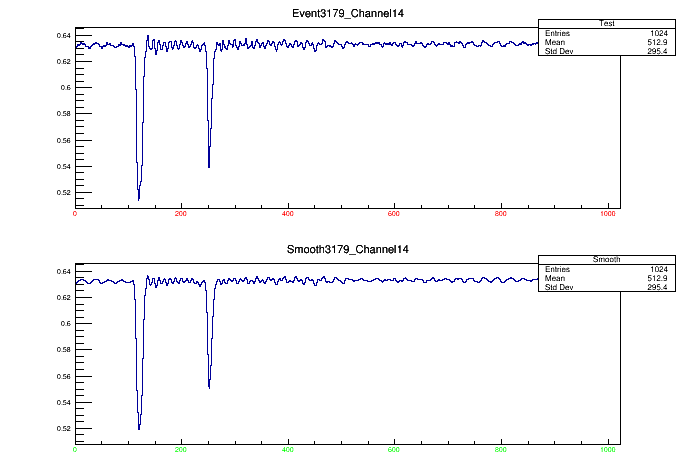 Event3179_Channel14
Test
Entries 1024
Mean 512.9
Std Dev 295.4
0.64
0.62
0.6
0.58
0.56
0.54
0.52
0 200 400 600 800 1000
Smooth3179_Channel14
Smooth
Entries 1024
Mean 512.9
Std Dev 295.4
0.64
0.62
0.6
0.58
0.56
0.54
0.52
0 200 400 600 800 1000